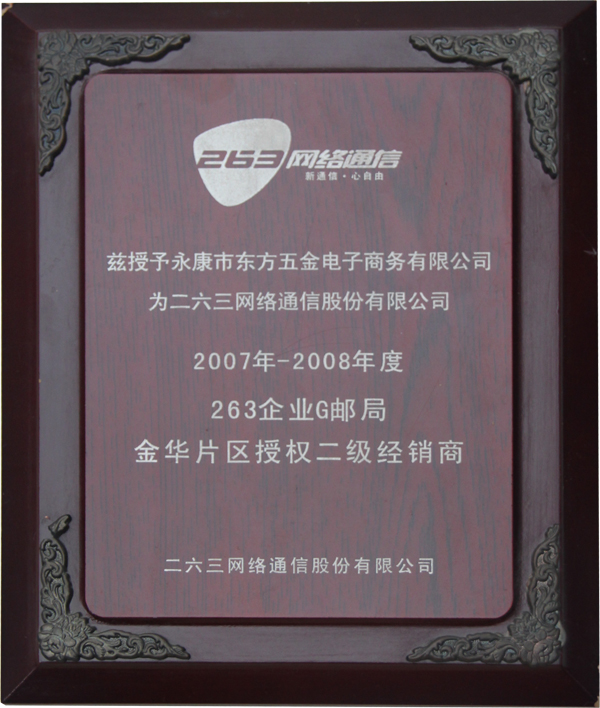 263网络通信
新通信·心自由
兹授予永康市东方五金电子商务有限公司
为二六三网络通信股份有限公司
2007年-2008年度
263企业G邮局
金华片区授权二级经销商
二六三网络通信股份有限公司